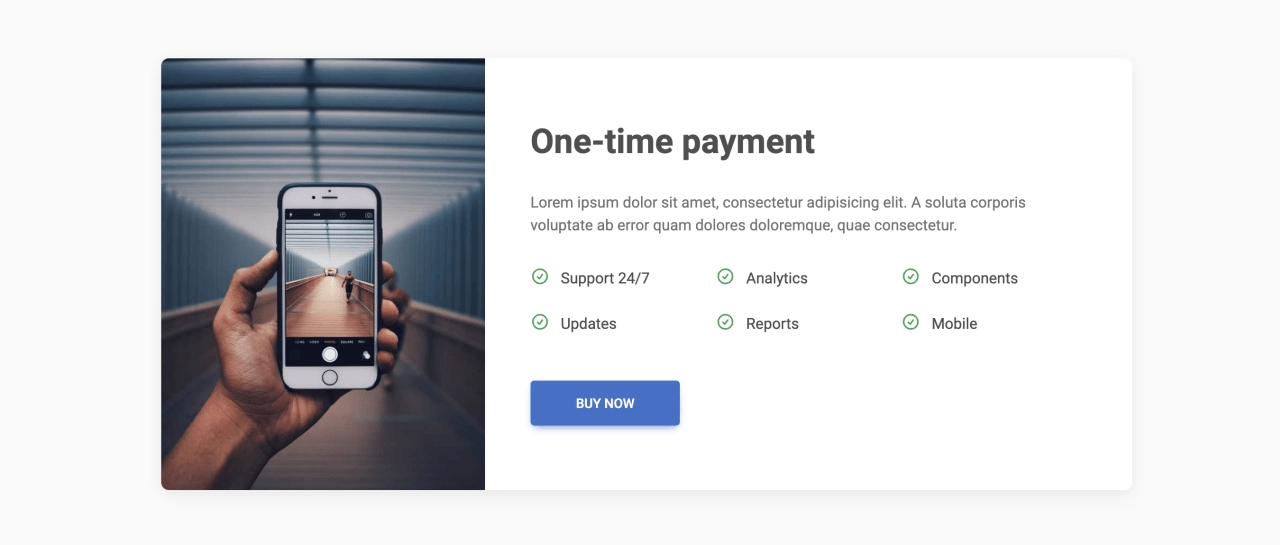 One-time payment
Lorem ipsum dolor sit amet, consectetur adipisicing elit. A soluta corporis
voluptate ab error quam dolores doloremque, quae consectetur.
Support 24/7
Analytics
Components
Updates
Reports
Mobile
BUY NOW